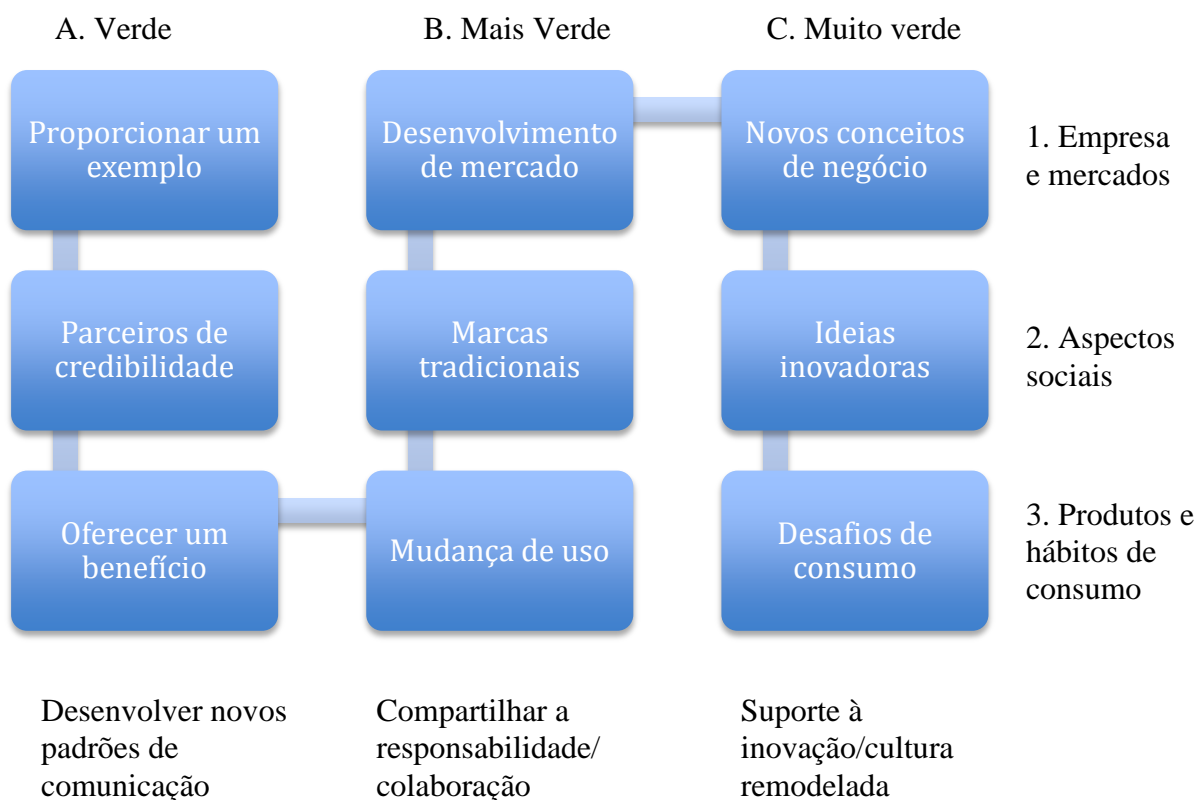 A. Verde
B. Mais Verde
C. Muito verde
Proporcionar um
exemplo
Desenvolvimento
de mercado
Novos conceitos
de negócio
1. Empresa
e mercados
Parceiros de
credibilidade
Marcas
tradicionais
Ideias
inovadoras
2. Aspectos
sociais
Oferecer um
benefício
Mudança de uso
Desafios de
consumo
3. Produtos e
hábitos de
consumo
Desenvolver novos
padrões de
comunicação
Compartilhar a
responsabilidade/
colaboração
Suporte à
inovação/cultura
remodelada